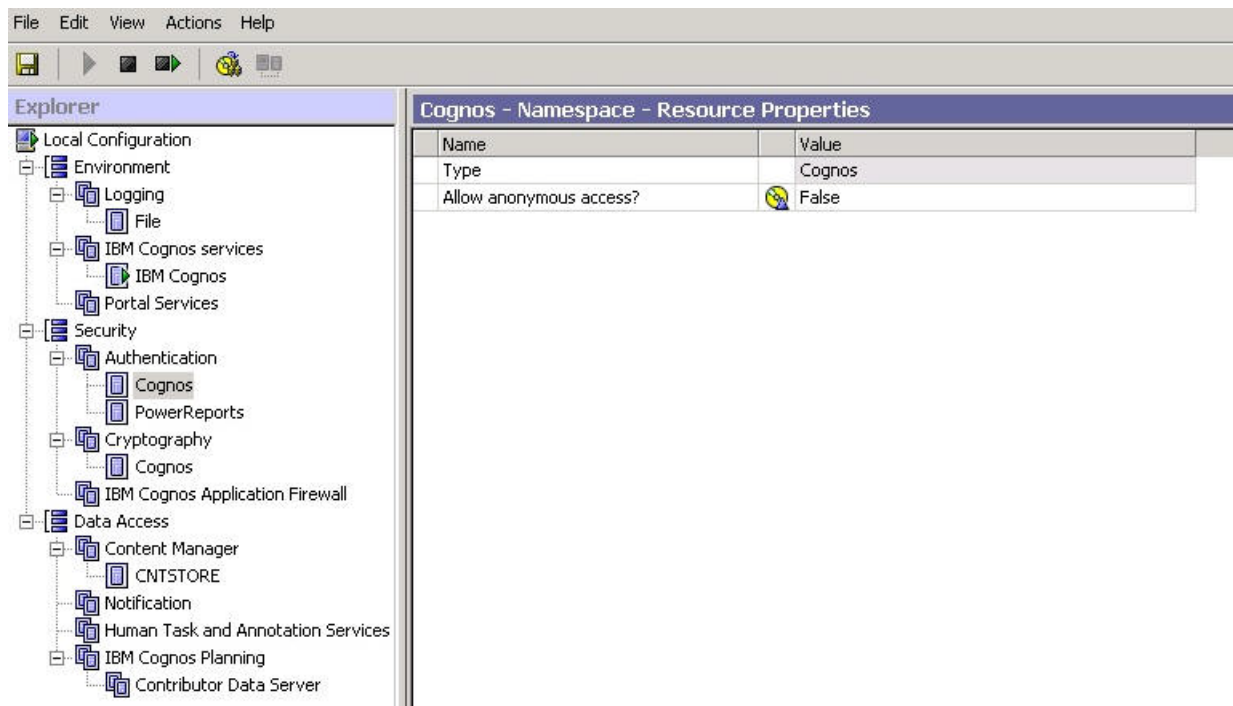 File Edit View Actions Help
Explorer
Local Configuration
Environment
Logging
File
IBM Cognos services
IBM Cognos
Portal Services
Security
Authentication
Cognos
PowerReports
Cryptography
Cognos
IBM Cognos Application Firewall
Data Access
Content Manager
CNTSTORE
Notification
Human Task and Annotation Services
IBM Cognos Planning
Contributor Data Server
Cognos - Namespace - Resource Properties
Name Value
Type Cognos
Allow anonymous access? False